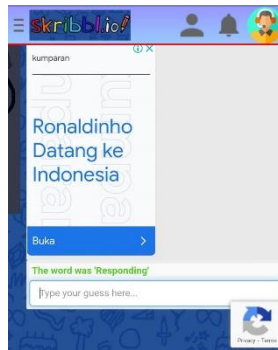 skribbl.io!
kumparan
Ronaldinho
Datang ke
Indonesia
Buka
The word was 'Responding'
Type your guess here...
Privacy - Terms